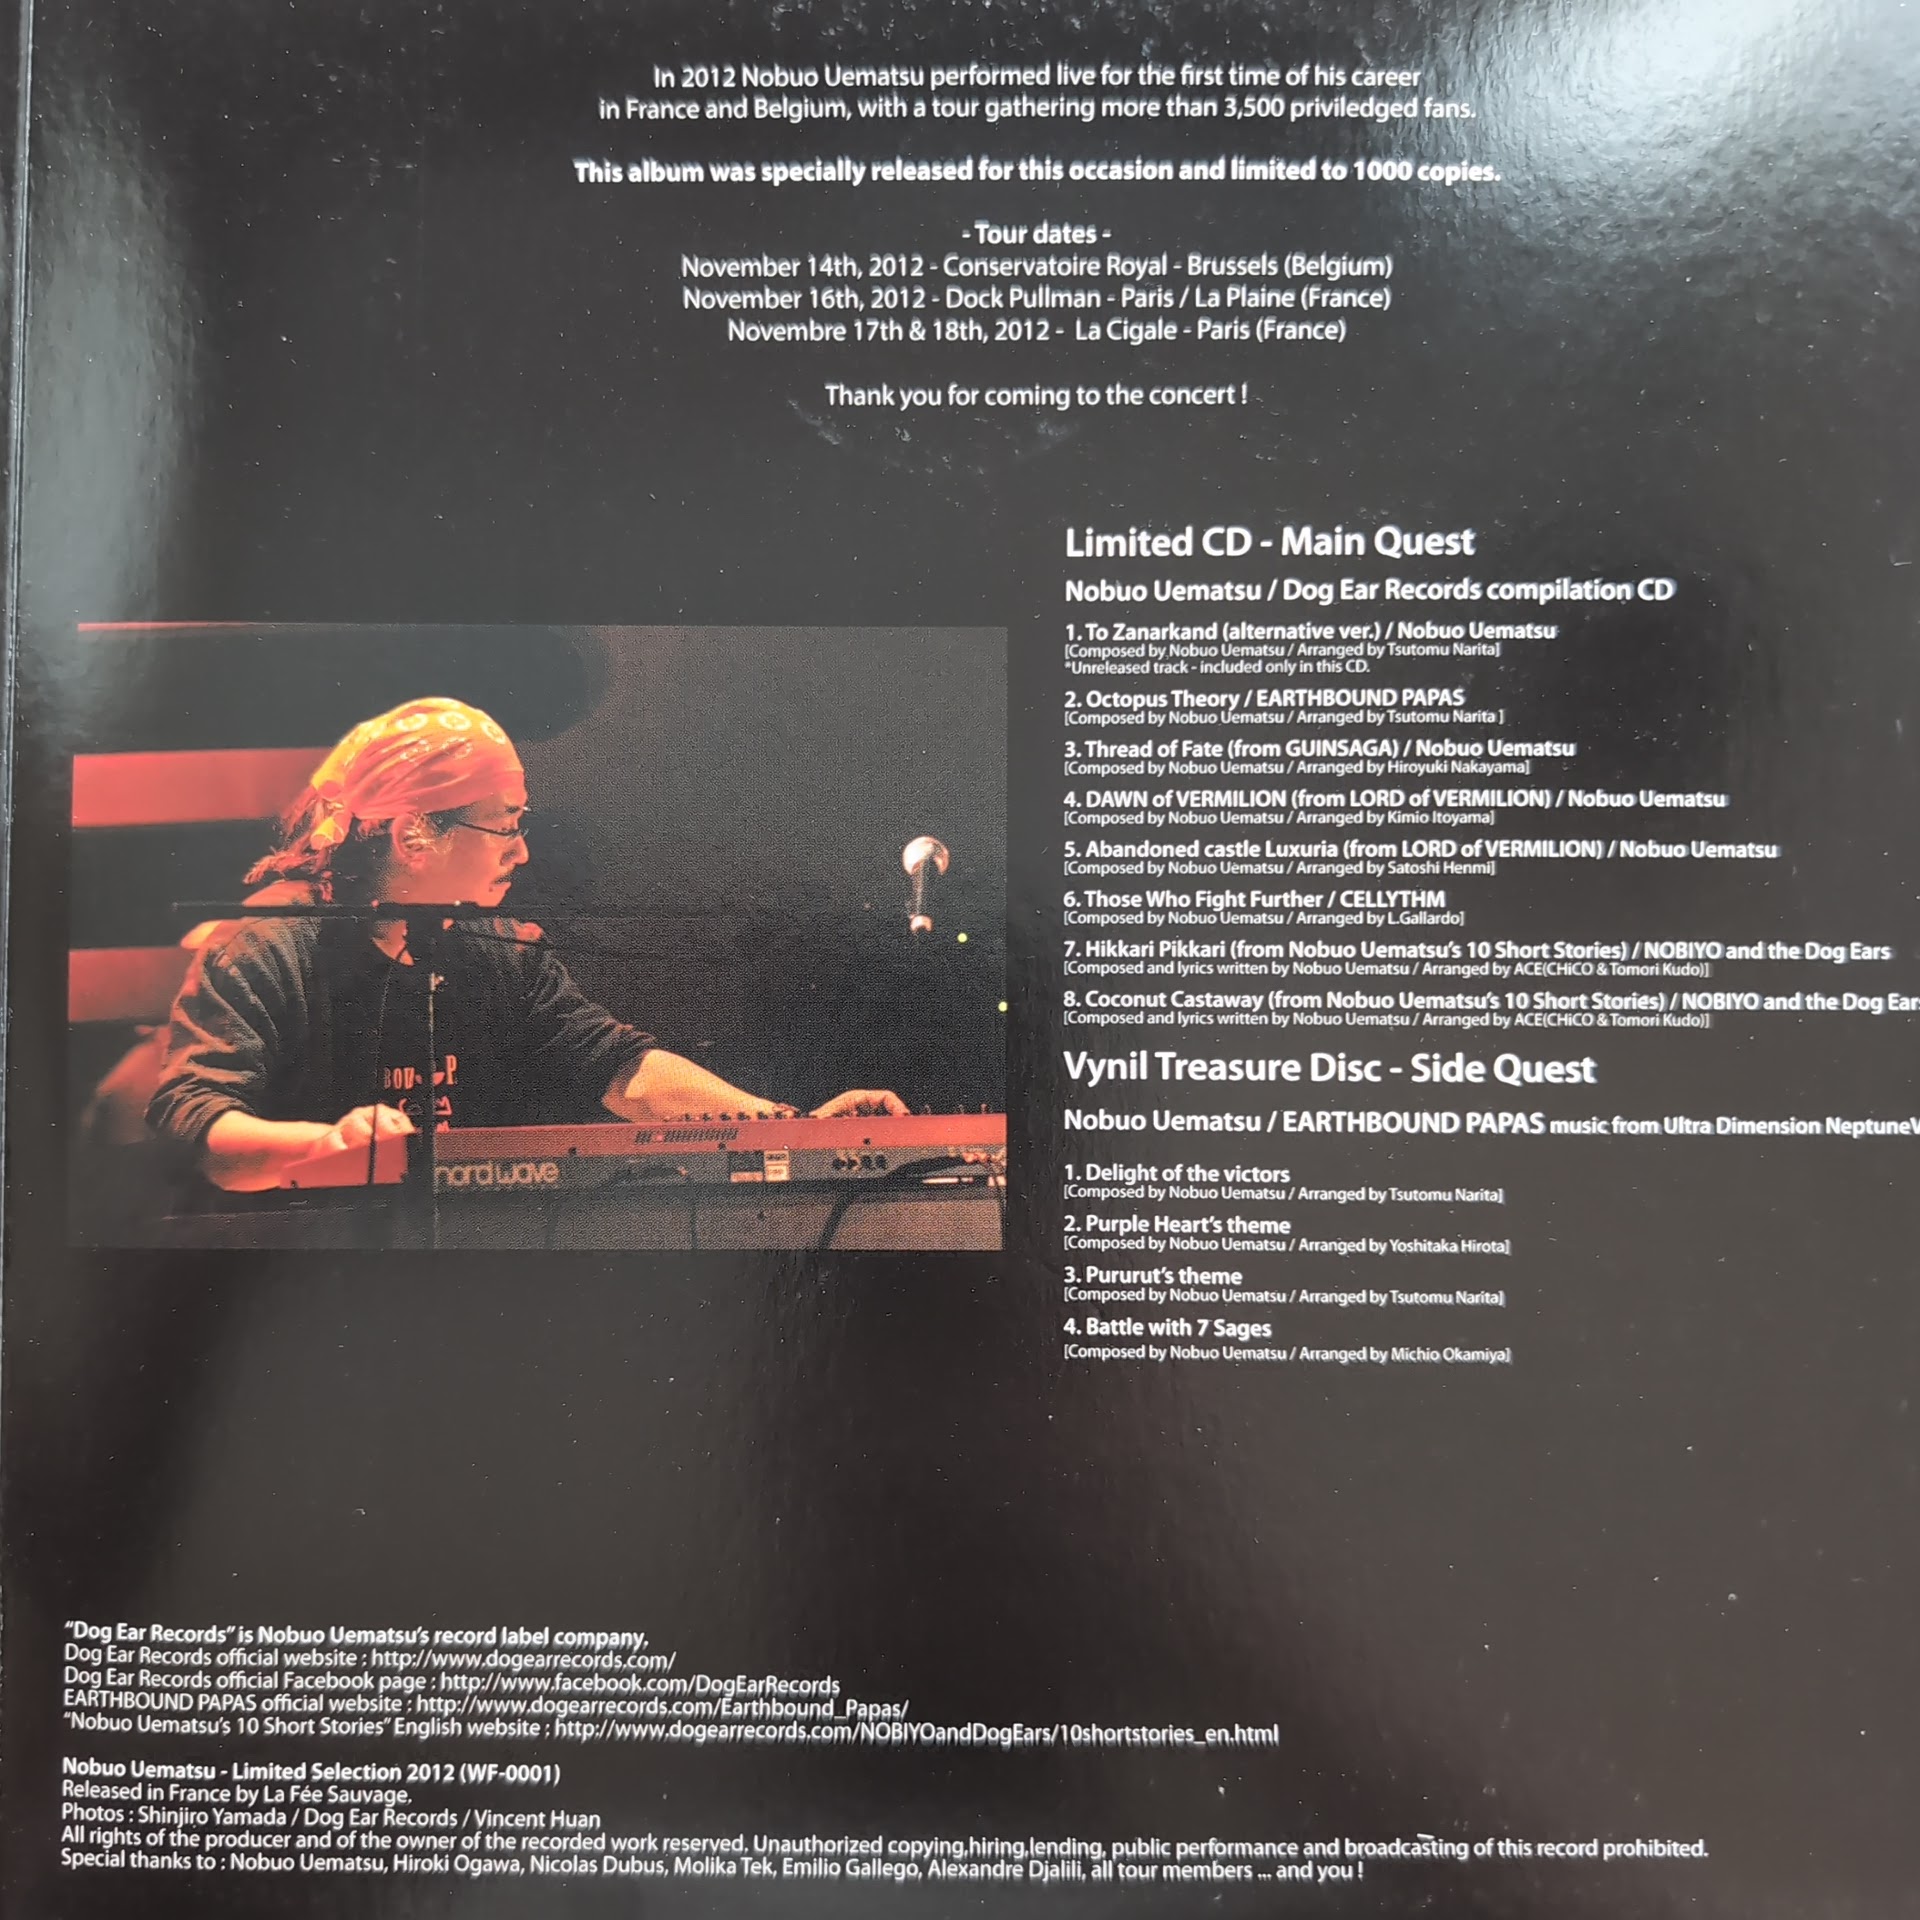 In 2012 Nobuo Uematsu performed live for the first time of his career
in France and Belgium, with a tour gathering more than 3,500 priviledged fans.
This album was specially released for this occasion and limited to 1000 copies.
- Tour dates -
November 14th, 2012 - Conservatoire Royal - Brussels (Belgium)
November 16th, 2012 - Dock Pullman - Paris / La Plaine (France)
Novembre 17th & 18th, 2012 - La Cigale - Paris (France)
Thank you for coming to the concert !
Limited CD - Main Quest
Nobuo Uematsu / Dog Ear Records compilation CD
1. To Zanarkand (alternative ver.) / Nobuo Uematsu
[Composed by Nobuo Uematsu / Arranged by Tsutomu Narita]
*Unreleased track - included only in this CD.
2. Octopus Theory / EARTHBOUND PAPAS
[Composed by Nobuo Uematsu / Arranged by Tsutomu Narita ]
3. Thread of Fate (from GUINSAGA) / Nobuo Uematsu
[Composed by Nobuo Uematsu / Arranged by Hiroyuki Nakayama]
4. DAWN of VERMILION (from LORD of VERMILION) / Nobuo Uematsu
[Composed by Nobuo Uematsu / Arranged by Kimio Itoyama]
5. Abandoned castle Luxuria (from LORD of VERMILION) / Nobuo Uematsu
[Composed by Nobuo Uematsu / Arranged by Satoshi Henmi]
6. Those Who Fight Further / CELLYTHM
[Composed by Nobuo Uematsu / Arranged by L.Gallardo]
7. Hikkari Pikkari (from Nobuo Uematsu's 10 Short Stories) / NOBIYO and the Dog Ears
[Composed and lyrics written by Nobuo Uematsu / Arranged by ACE(CHiCO & Tomori Kudo)]
8. Coconut Castaway (from Nobuo Uematsu's 10 Short Stories) / NOBIYO and the Dog Ears
[Composed and lyrics written by Nobuo Uematsu / Arranged by ACE(CHiCO & Tomori Kudo)]
Vynil Treasure Disc - Side Quest
Nobuo Uematsu / EARTHBOUND PAPAS music from Ultra Dimension NeptuneV
1. Delight of the victors
[Composed by Nobuo Uematsu / Arranged by Tsutomu Narita]
2. Purple Heart's theme
[Composed by Nobuo Uematsu / Arranged by Yoshitaka Hirota]
3. Pururut's theme
[Composed by Nobuo Uematsu / Arranged by Tsutomu Narita]
4. Battle with 7 Sages
[Composed by Nobuo Uematsu / Arranged by Michio Okamiya]
nord wave
"Dog Ear Records" is Nobuo Uematsu's record label company.
Dog Ear Records official website : http://www.dogearrecords.com/
Dog Ear Records official Facebook page : http://www.facebook.com/DogEarRecords
EARTHBOUND PAPAS official website : http://www.dogearrecords.com/Earthbound_Papas/
"Nobuo Uematsu's 10 Short Stories" English website : http://www.dogearrecords.com/NOBIYOandDogEars/10shortstories_en.html
Nobuo Uematsu - Limited Selection 2012 (WF-0001)
Released in France by La Fée Sauvage.
Photos : Shinjiro Yamada / Dog Ear Records / Vincent Huan
All rights of the producer and of the owner of the recorded work reserved. Unauthorized copying,hiring,lending, public performance and broadcasting of this record prohibited.
Special thanks to : Nobuo Uematsu, Hiroki Ogawa, Nicolas Dubus, Molika Tek, Emilio Gallego, Alexandre Djalili, all tour members ... and you !